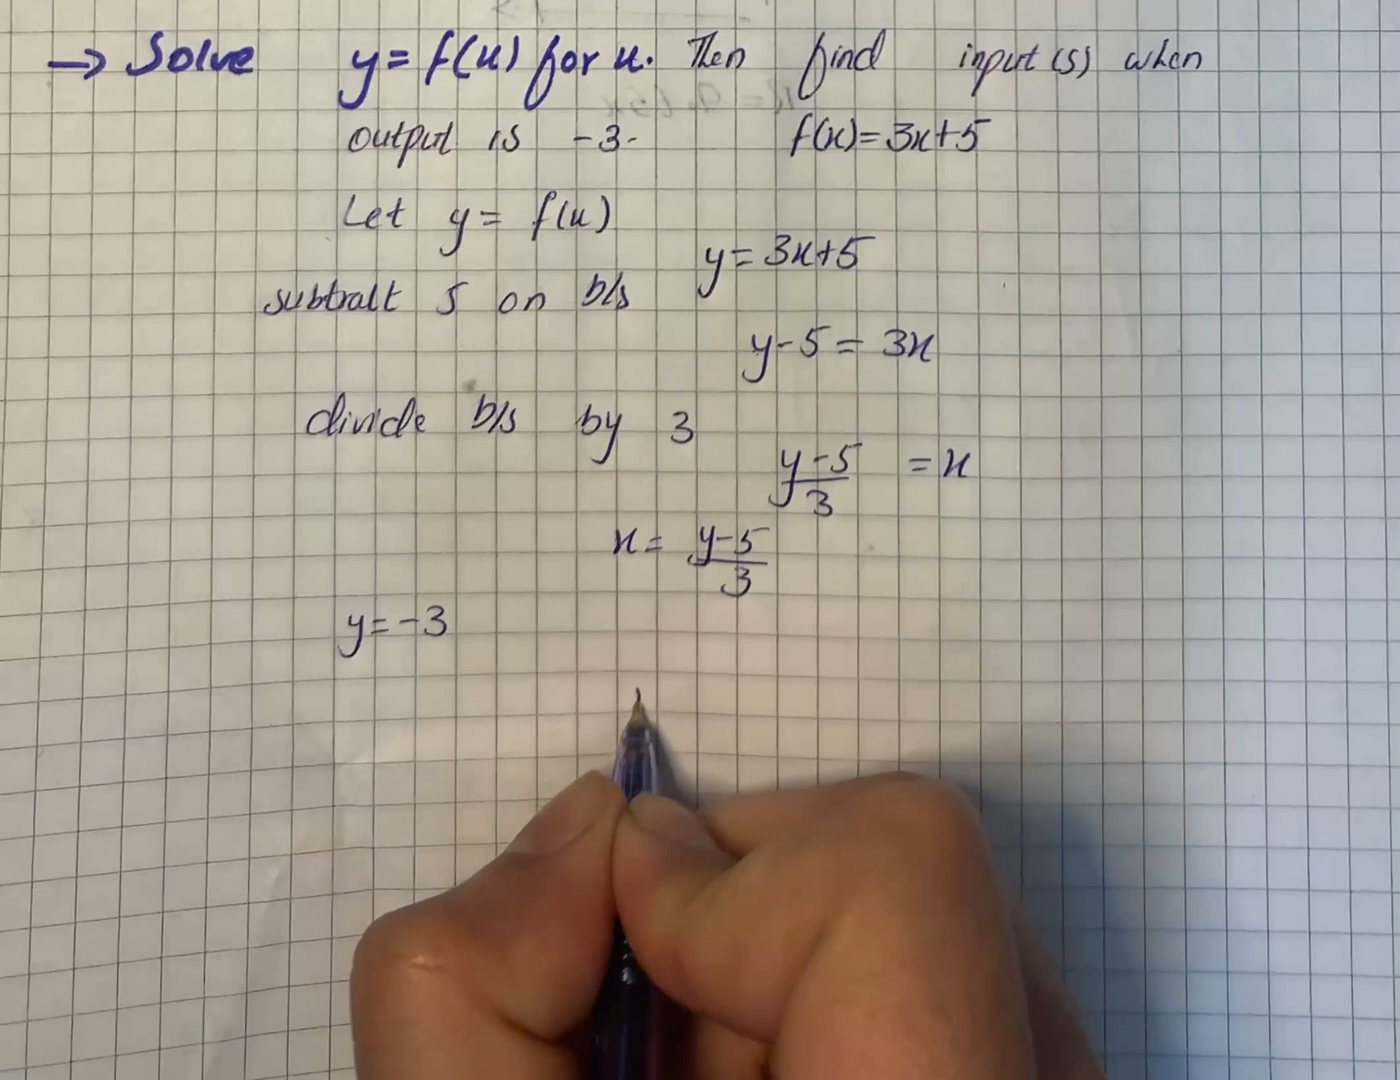 → Solve y = f(x) for x. Then find input(s) when
output is -3. f(x) = 3x+5
Let y = f(x)
y = 3x+5
subtract 5 on b/s
y-5 = 3x
divide b/s by 3
y-5/3 = x
x = y-5/3
y = -3